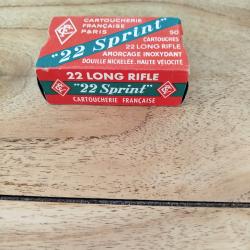 CARTOUCHERIE
FRANÇAISE
PARIS
50
"22 Sprint"
CARTOUCHES
22 LONG RIFLE
AMORÇAGE INOXYDANT
DOUILLE NICKELÉE. HAUTE VÉLOCITÉ
22 LONG RIFLE
"22 Sprint"
CARTOUCHERIE FRANÇAISE